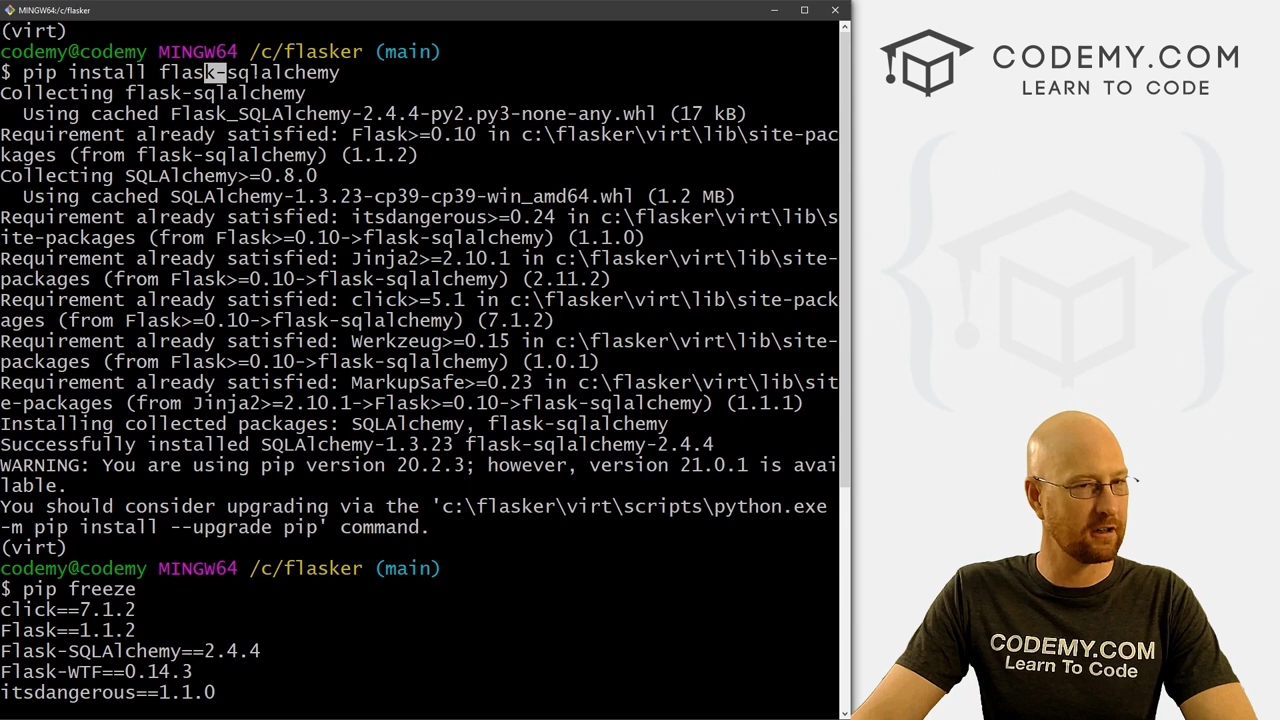 MINGW64:/c/flasker
(virt)
codemy@codemy MINGW64 /c/flasker (main)
$ pip install flask-sqlalchemy
Collecting flask-sqlalchemy
  Using cached Flask_SQLAlchemy-2.4.4-py2.py3-none-any.whl (17 kB)
Requirement already satisfied: Flask>=0.10 in c:\flasker\virt\lib\site-pac
kages (from flask-sqlalchemy) (1.1.2)
Collecting SQLAlchemy>=0.8.0
  Using cached SQLAlchemy-1.3.23-cp39-cp39-win_amd64.whl (1.2 MB)
Requirement already satisfied: itsdangerous>=0.24 in c:\flasker\virt\lib\s
ite-packages (from Flask>=0.10->flask-sqlalchemy) (1.1.0)
Requirement already satisfied: Jinja2>=2.10.1 in c:\flasker\virt\lib\site-
packages (from Flask>=0.10->flask-sqlalchemy) (2.11.2)
Requirement already satisfied: click>=5.1 in c:\flasker\virt\lib\site-pack
ages (from Flask>=0.10->flask-sqlalchemy) (7.1.2)
Requirement already satisfied: Werkzeug>=0.15 in c:\flasker\virt\lib\site-
packages (from Flask>=0.10->flask-sqlalchemy) (1.0.1)
Requirement already satisfied: MarkupSafe>=0.23 in c:\flasker\virt\lib\sit
e-packages (from Jinja2>=2.10.1->Flask>=0.10->flask-sqlalchemy) (1.1.1)
Installing collected packages: SQLAlchemy, flask-sqlalchemy
Successfully installed SQLAlchemy-1.3.23 flask-sqlalchemy-2.4.4
WARNING: You are using pip version 20.2.3; however, version 21.0.1 is avai
lable.
You should consider upgrading via the 'c:\flasker\virt\scripts\python.exe
-m pip install --upgrade pip' command.
(virt)
codemy@codemy MINGW64 /c/flasker (main)
$ pip freeze
click==7.1.2
Flask==1.1.2
Flask-SQLAlchemy==2.4.4
Flask-WTF==0.14.3
itsdangerous==1.1.0
CODEMY.COM
LEARN TO CODE
CODEMY.COM
Learn To Code